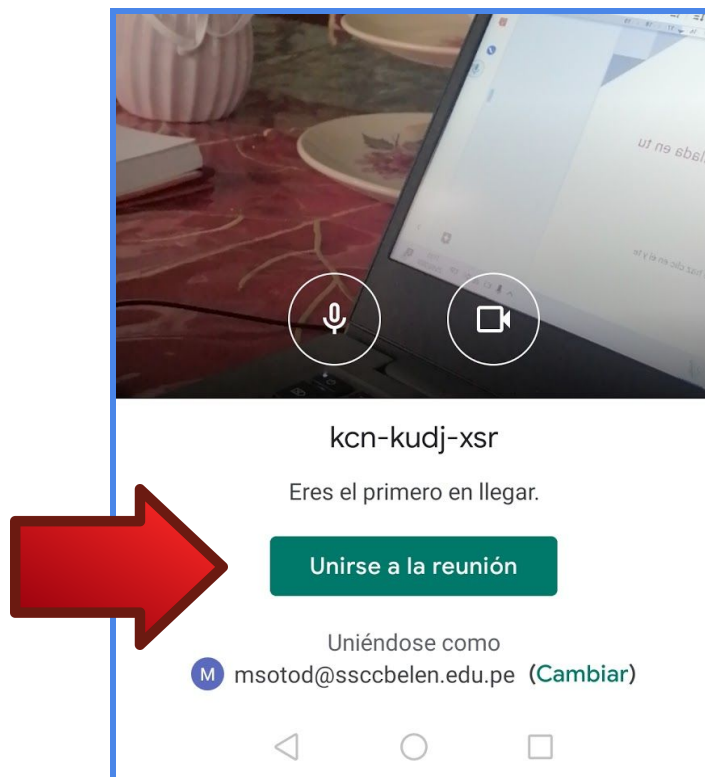 kcn-kudj-xsr
Eres el primero en llegar.
Unirse a la reunión
Uniéndose como
M msotod@ssccbelen.edu.pe (Cambiar)